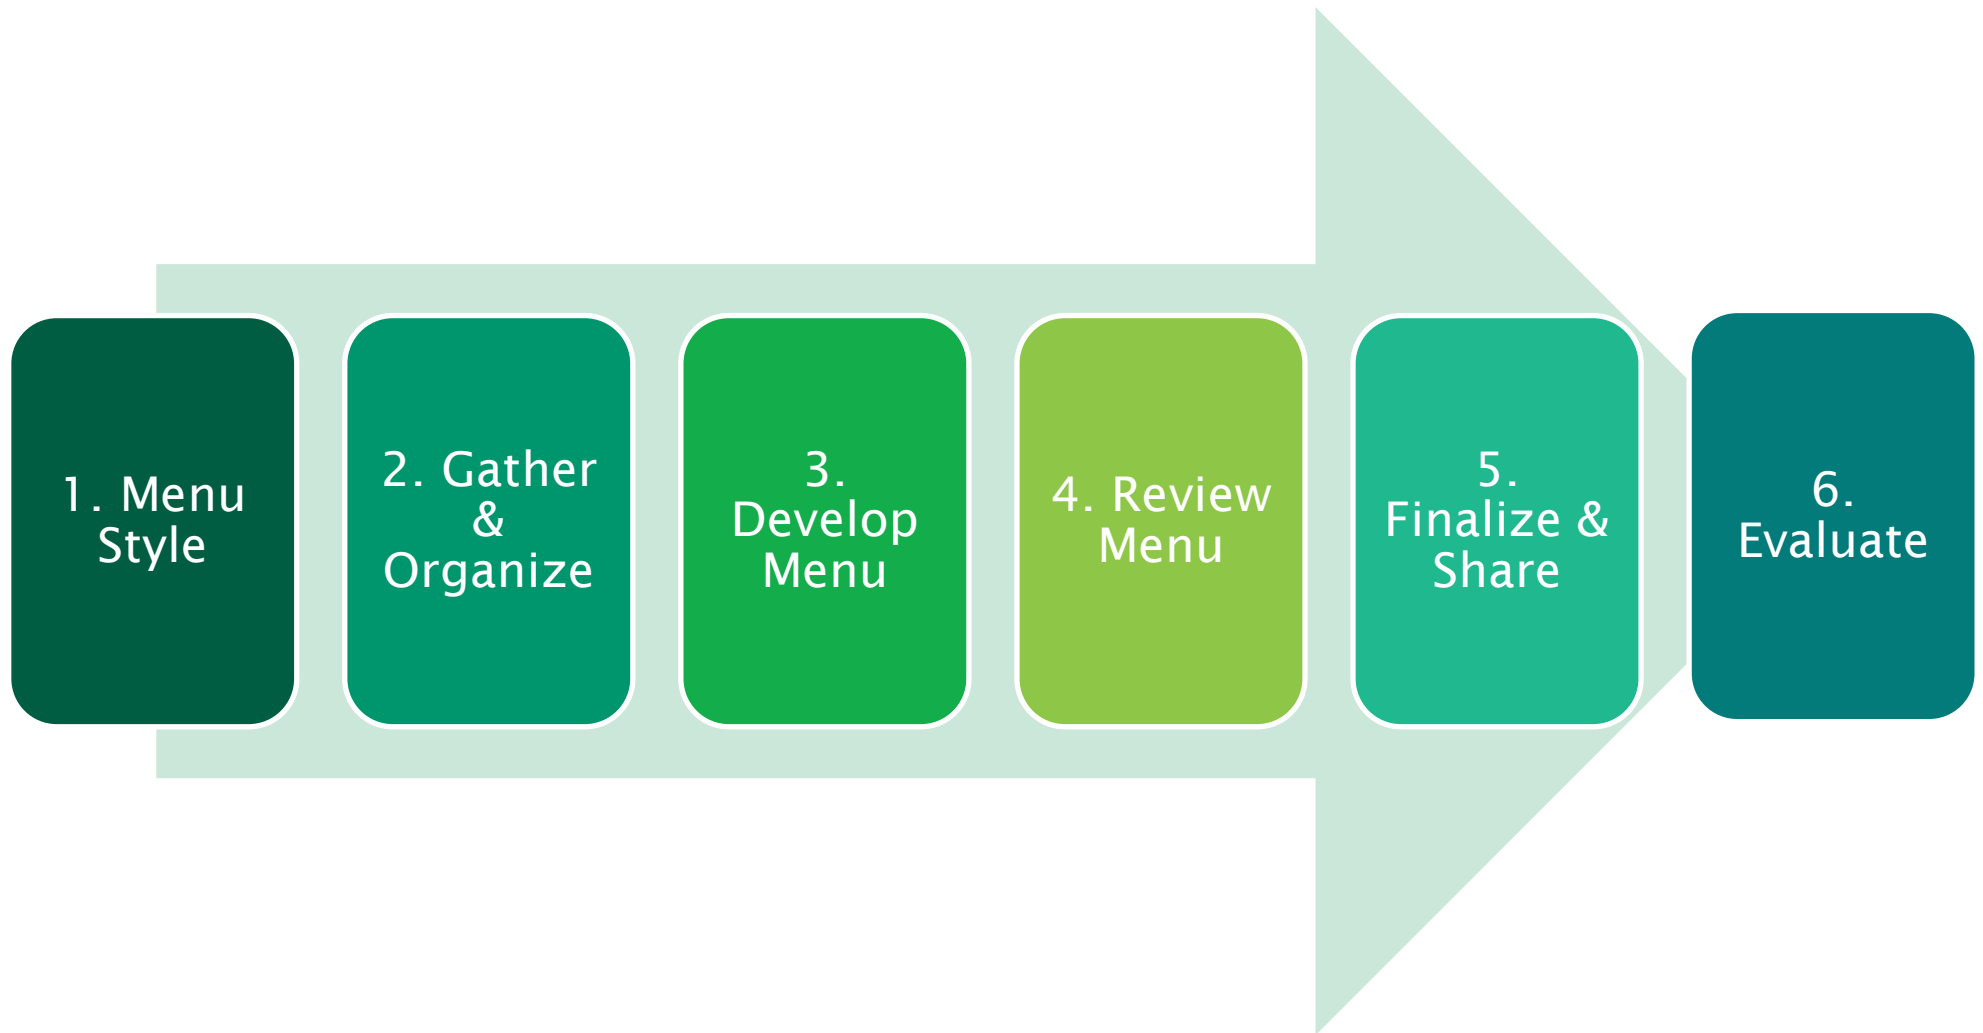 1. Menu
Style
2. Gather
&
Organize
3.
Develop
Menu
4. Review
Menu
5.
Finalize &
Share
6.
Evaluate